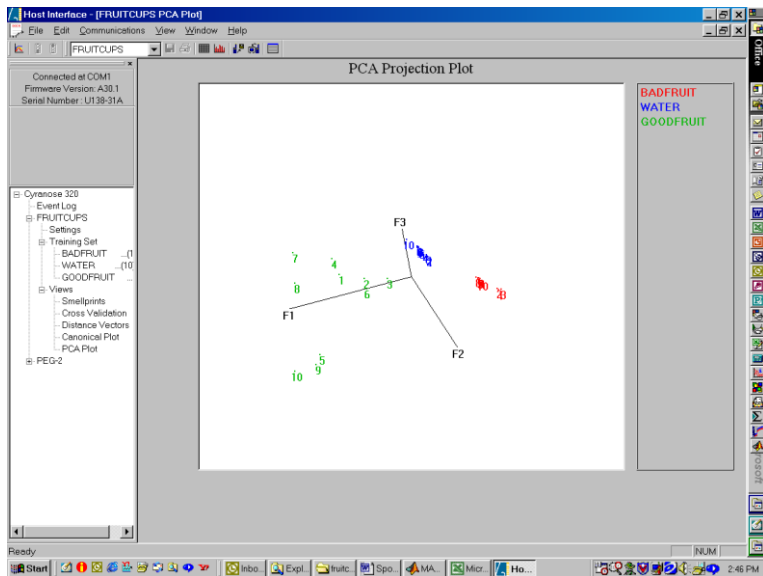 Host Interface - [FRUITCUPS PCA Plot]
File Edit Communications View Window Help
FRUITCUPS
Connected at COM1
Firmware Version: A30.1
Serial Number : U138-31A
Cyranose 320
Event Log
FRUITCUPS
Settings
Training Set
BADFRUIT ...(1
WATER ...(10
GOODFRUIT ...
Views
Smellprints
Cross Validation
Distance Vectors
Canonical Plot
PCA Plot
PEG-2
PCA Projection Plot
BADFRUIT
WATER
GOODFRUIT
F3
10
7
4
1
2
3
8
6
F1
F2
5
9
10
Office
Ready
NUM
Start
Inbo...
Expl...
fruitc...
Spo...
MA...
Micr...
Ho...
2:46 PM